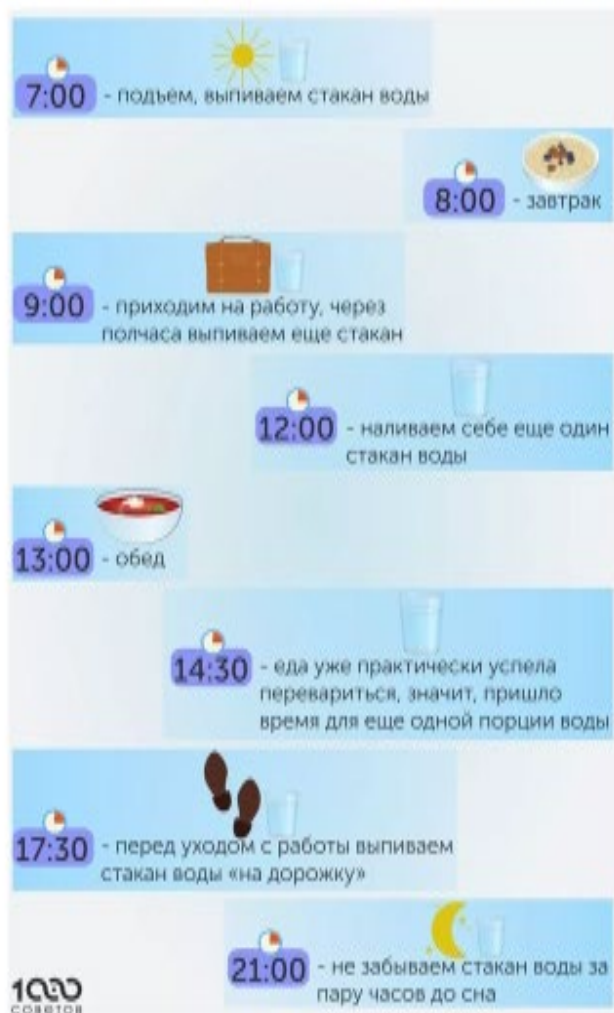 7:00 - подъем, выпиваем стакан воды
8:00 - завтрак
9:00 - приходим на работу, через
полчаса выпиваем еще стакан
12:00 - наливаем себе еще один
стакан воды
13:00 - обед
14:30 - еда уже практически успела
перевариться, значит, пришло
время для еще одной порции воды
17:30 - перед уходом с работы выпиваем
стакан воды «на дорожку»
21:00 - не забываем стакан воды за
пару часов до сна
1000
СОВЕТОВ